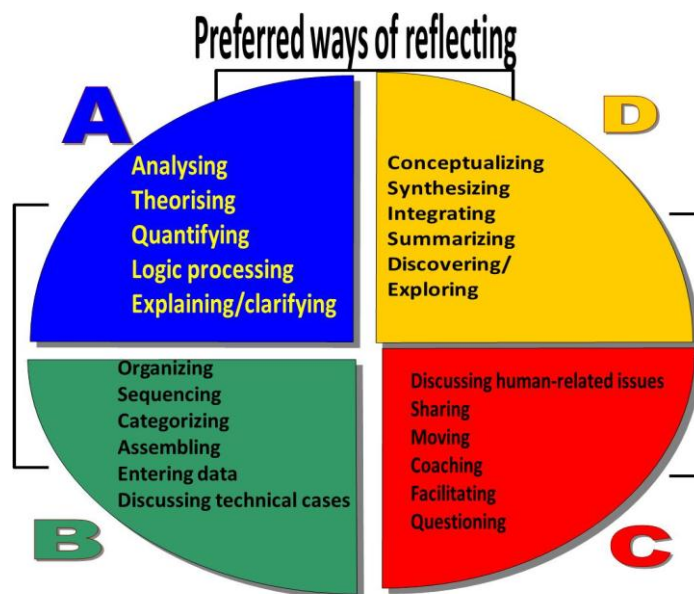 Preferred ways of reflecting
A
Analysing
Theorising
Quantifying
Logic processing
Explaining/clarifying
D
Conceptualizing
Synthesizing
Integrating
Summarizing
Discovering/
Exploring
B
Organizing
Sequencing
Categorizing
Assembling
Entering data
Discussing technical cases
C
Discussing human-related issues
Sharing
Moving
Coaching
Facilitating
Questioning